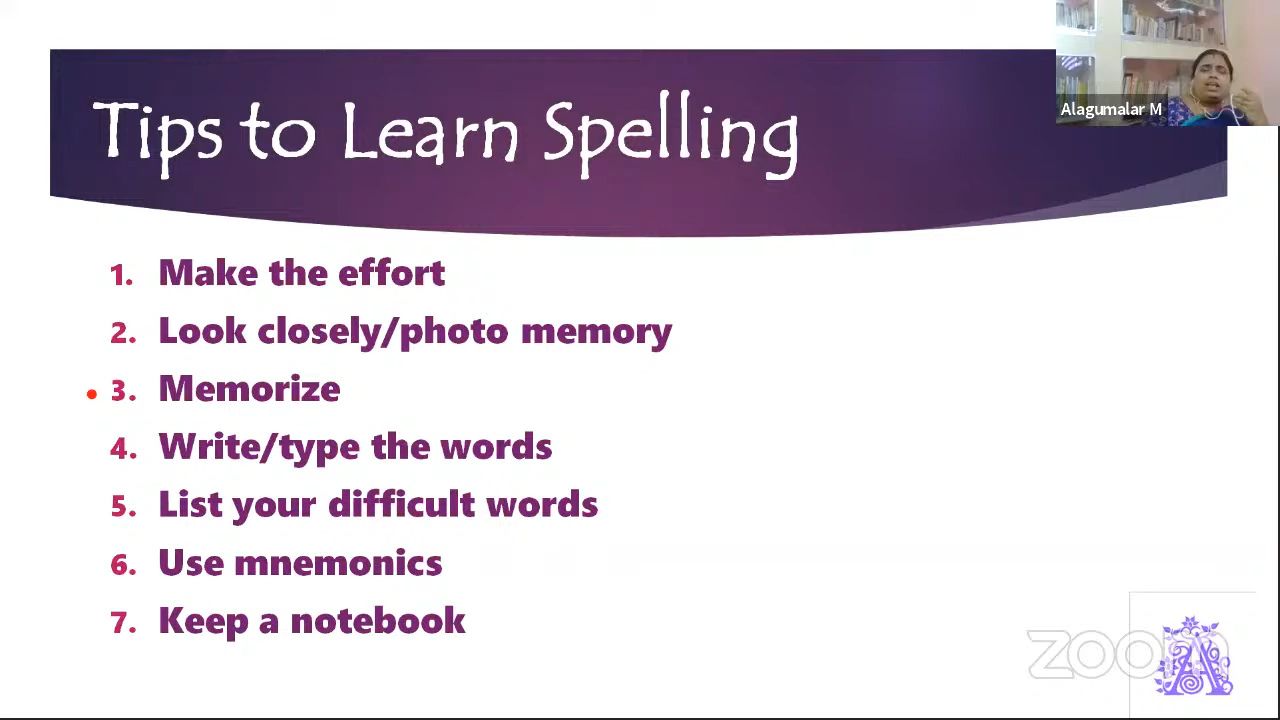 Tips to Learn Spelling
Alagumalar M
1. Make the effort
2. Look closely/photo memory
3. Memorize
4. Write/type the words
5. List your difficult words
6. Use mnemonics
7. Keep a notebook
zoom
A